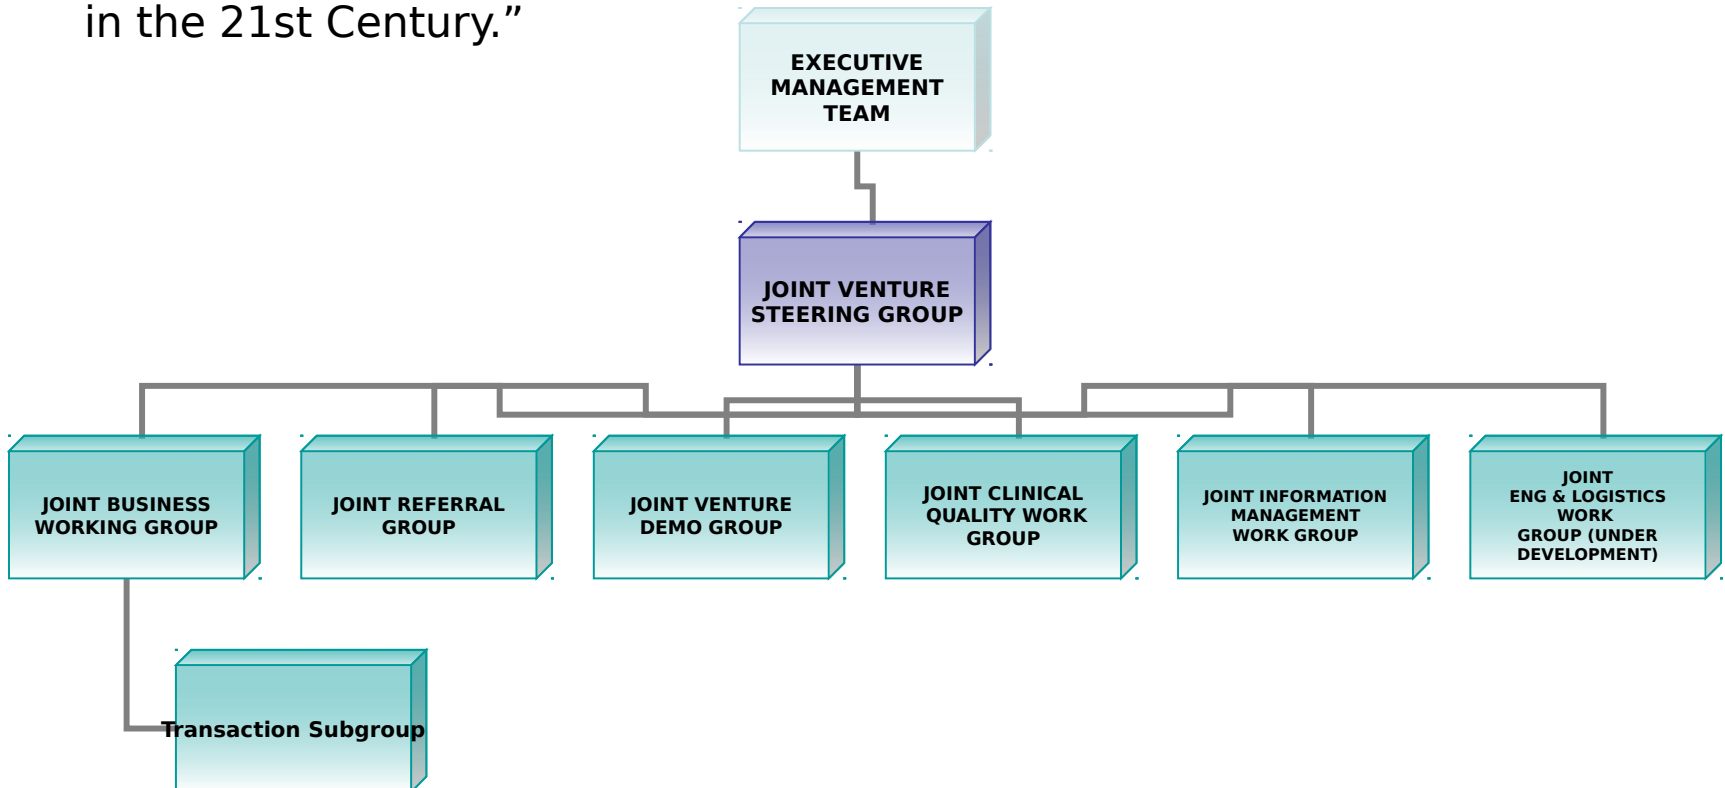 in the 21st Century.”
EXECUTIVE
MANAGEMENT
TEAM
JOINT VENTURE
STEERING GROUP
JOINT BUSINESS
WORKING GROUP
JOINT REFERRAL
GROUP
JOINT VENTURE
DEMO GROUP
JOINT CLINICAL
QUALITY WORK
GROUP
JOINT INFORMATION
MANAGEMENT
WORK GROUP
JOINT
ENG & LOGISTICS
WORK
GROUP (UNDER
DEVELOPMENT)
Transaction Subgroup